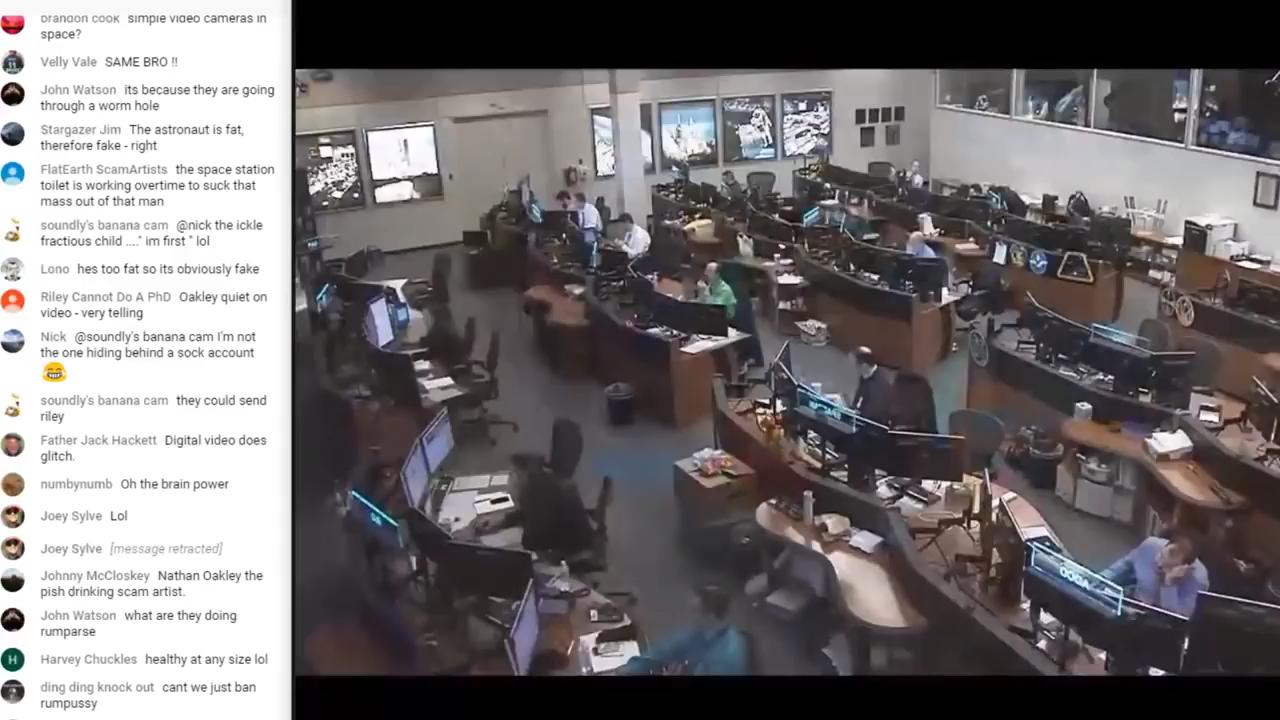 brandon cook simple video cameras in
space?
Velly Vale SAME BRO !!
John Watson its because they are going
through a worm hole
Stargazer Jim The astronaut is fat,
therefore fake - right
FlatEarth ScamArtists the space station
toilet is working overtime to suck that
mass out of that man
soundly's banana cam @nick the ickle
fractious child ...." im first " lol
Lono hes too fat so its obviously fake
Riley Cannot Do A PhD Oakley quiet on
video - very telling
Nick @soundly's banana cam I'm not
the one hiding behind a sock account
😂
soundly's banana cam they could send
riley
Father Jack Hackett Digital video does
glitch.
numbynumb Oh the brain power
Joey Sylve Lol
Joey Sylve [message retracted]
Johnny McCloskey Nathan Oakley the
pish drinking scam artist.
John Watson what are they doing
rumparse
H
Harvey Chuckles healthy at any size lol
ding ding knock out cant we just ban
rumpussy